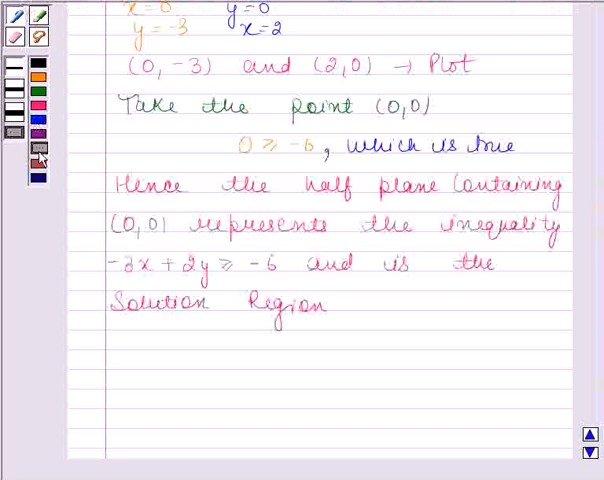 x = 0 y = 0
y = -3 x = 2
(0, -3) and (2, 0) → Plot
Take the point (0,0)
0 ≥ -6, which is true
Hence the half plane Containing
(0, 0) represents the inequality
-3x + 2y ≥ -6 and is the
Solution Region